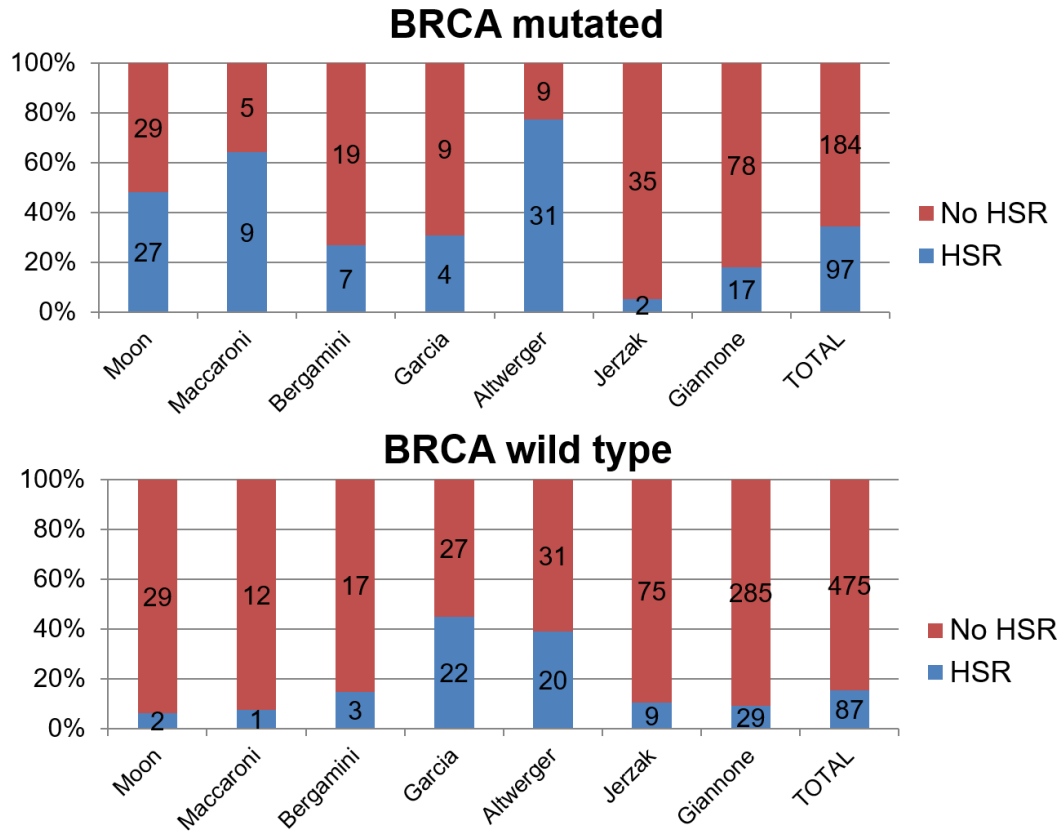 BRCA mutated
100%
80%
60%
40%
20%
0%
29 5 19 9 9 35 78 184
27 9 7 4 31 2 17 97
Moon Maccaroni Bergamini Garcia Altwerger Jerzak Giannone TOTAL
No HSR
HSR
BRCA wild type
100%
80%
60%
40%
20%
0%
29 12 17 27 31 75 285 475
2 1 3 22 20 9 29 87
Moon Maccaroni Bergamini Garcia Altwerger Jerzak Giannone TOTAL
No HSR
HSR